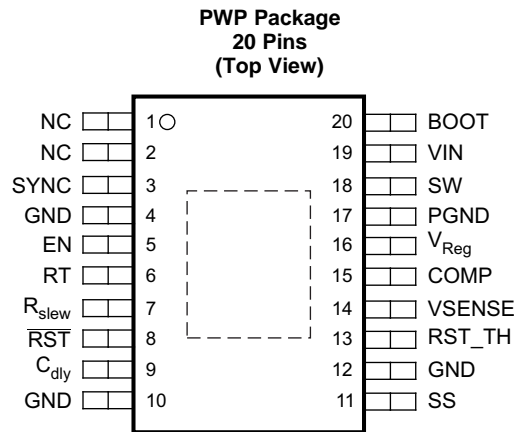 PWP Package
20 Pins
(Top View)
NC 1 20 BOOT
NC 2 19 VIN
SYNC 3 18 SW
GND 4 17 PGND
EN 5 16 VReg
RT 6 15 COMP
Rslew 7 14 VSENSE
RST 8 13 RST_TH
Cdly 9 12 GND
GND 10 11 SS